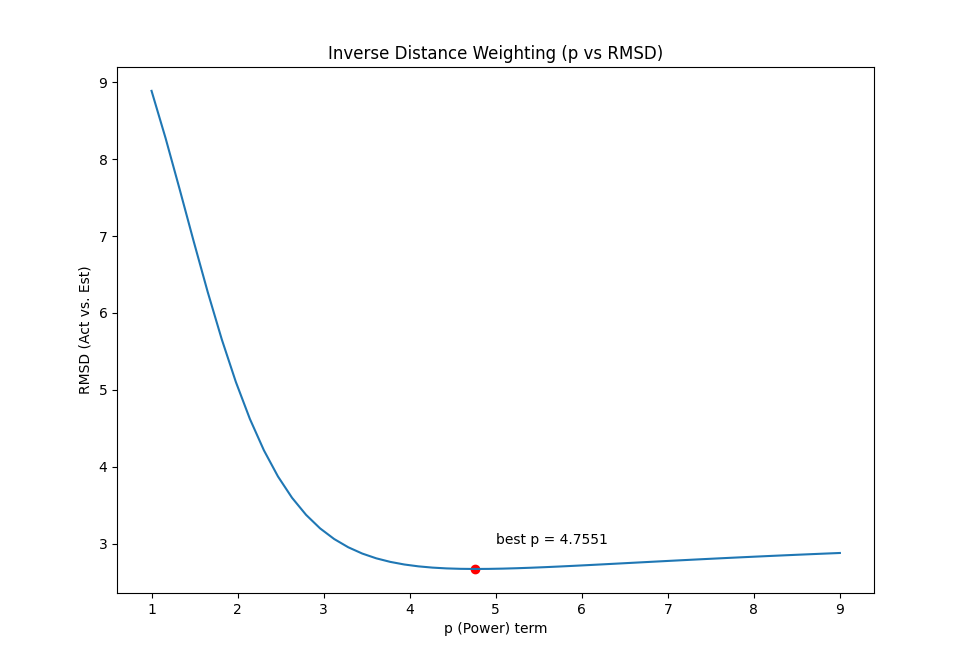 Inverse Distance Weighting (p vs RMSD)
9
8
7
6
5
4
3
RMSD (Act vs. Est)
best p = 4.7551
1 2 3 4 5 6 7 8 9
p (Power) term